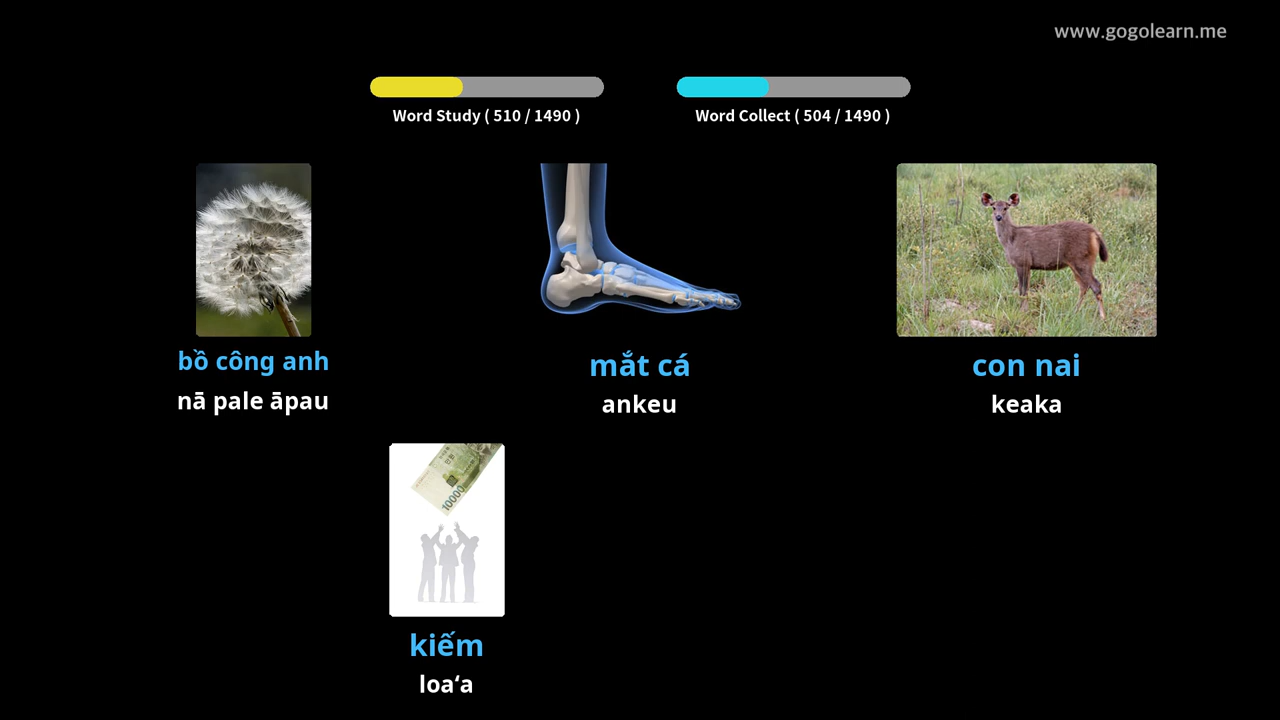 www.gogolearn.me
Word Study ( 510 / 1490 )
Word Collect ( 504 / 1490 )
bồ công anh
nā pale āpau
mắt cá
ankeu
con nai
keaka
10000
kiếm
loaʻa